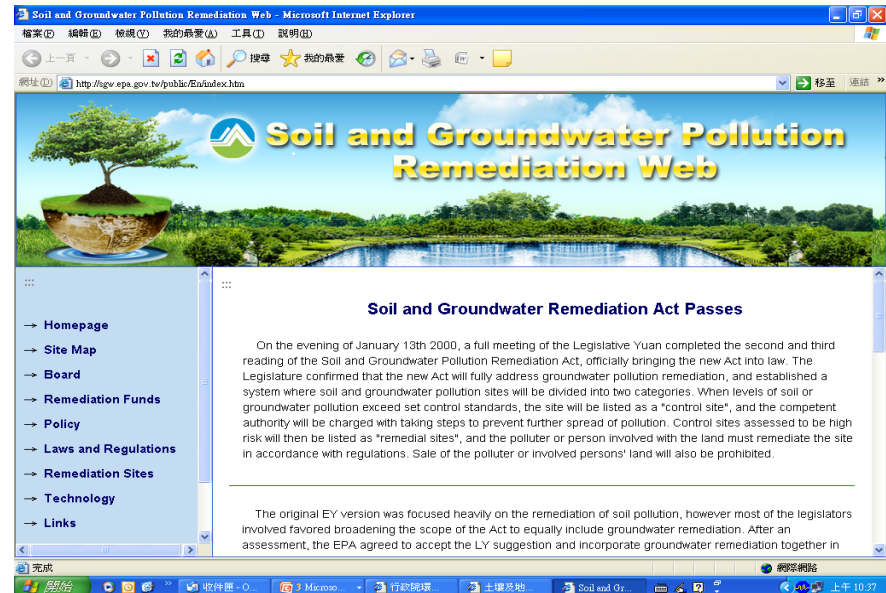 Soil and Groundwater Pollution Remediation Web - Microsoft Internet Explorer
檔案(F) 編輯(E) 檢視(V) 我的最愛(A) 工具(T) 說明(H)
上一頁 搜尋 我的最愛
網址(D) http://sgw.epa.gov.tw/public/En/index.htm 移至 連結 »
Soil and Groundwater Pollution
Remediation Web
:::
→ Homepage
→ Site Map
→ Board
→ Remediation Funds
→ Policy
→ Laws and Regulations
→ Remediation Sites
→ Technology
→ Links
:::
Soil and Groundwater Remediation Act Passes
On the evening of January 13th 2000, a full meeting of the Legislative Yuan completed the second and third
reading of the Soil and Groundwater Pollution Remediation Act, officially bringing the new Act into law. The
Legislature confirmed that the new Act will fully address groundwater pollution remediation, and established a
system where soil and groundwater pollution sites will be divided into two categories. When levels of soil or
groundwater pollution exceed set control standards, the site will be listed as a "control site", and the competent
authority will be charged with taking steps to prevent further spread of pollution. Control sites assessed to be high
risk will then be listed as "remedial sites", and the polluter or person involved with the land must remediate the site
in accordance with regulations. Sale of the polluter or involved persons' land will also be prohibited.
The original EY version was focused heavily on the remediation of soil pollution, however most of the legislators
involved favored broadening the scope of the Act to equally include groundwater remediation. After an
assessment, the EPA agreed to accept the LY suggestion and incorporate groundwater remediation together in
完成 網際網路
開始 » 收件匣 - O... 3 Microso... 行政院環... 土壤及地... Soil and Gr... 上午 10:37